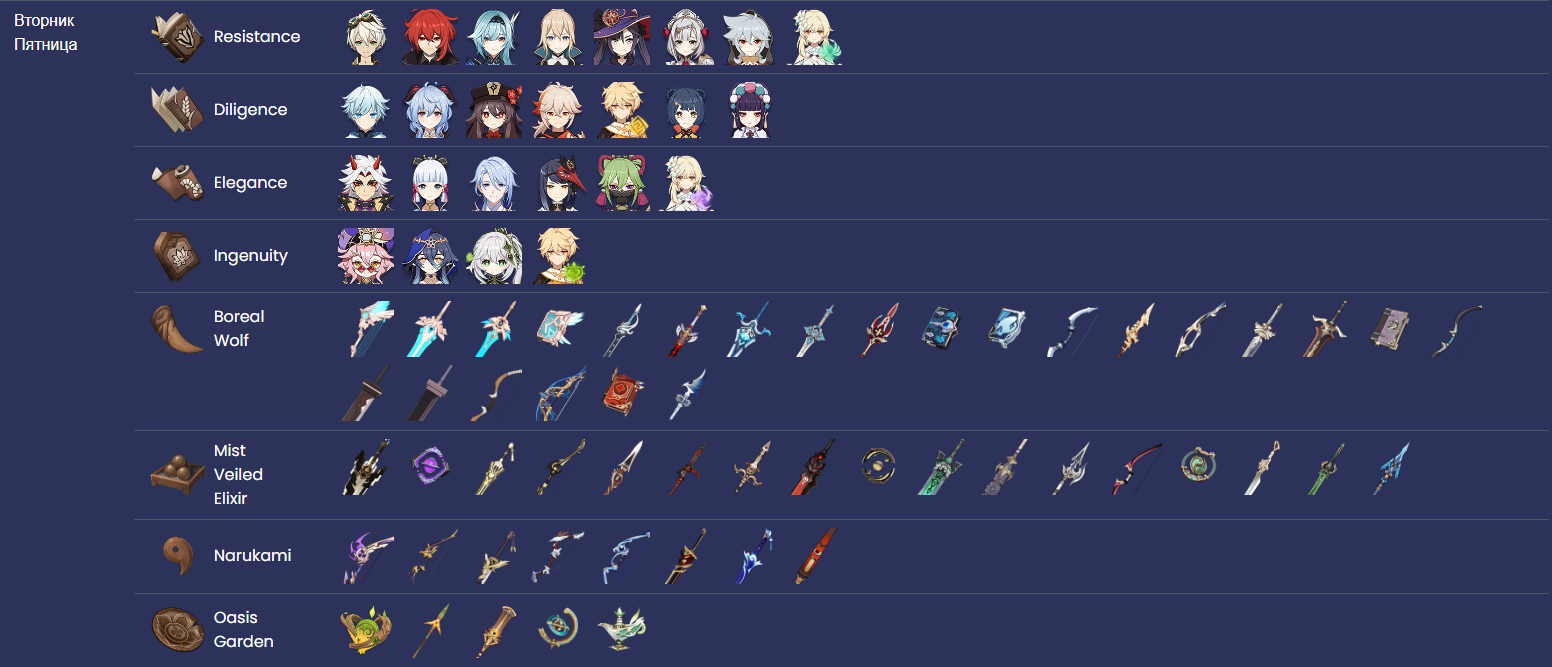 Вторник
Пятница
Resistance
Diligence
Elegance
Ingenuity
Boreal
Wolf
Mist
Veiled
Elixir
Narukami
Oasis
Garden